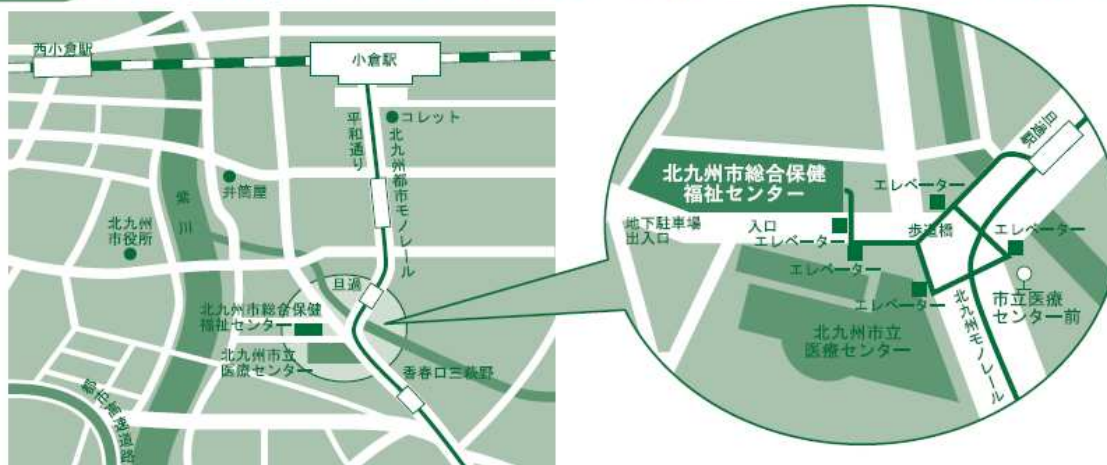 西小倉駅
小倉駅
コレット
平和通り
北九州都市モノレール
井筒屋
紫川
北九州
市役所
旦過
北九州市総合保健
福祉センター
北九州市立
医療センター
香春口三萩野
都市高速道路
北九州市総合保健
福祉センター
旦過駅
エレベーター
地下駐車場
出入口
入口
エレベーター
歩道橋
エレベーター
エレベーター
エレベーター
市立医療
センター前
北九州市立
医療センター
北九州モノレール